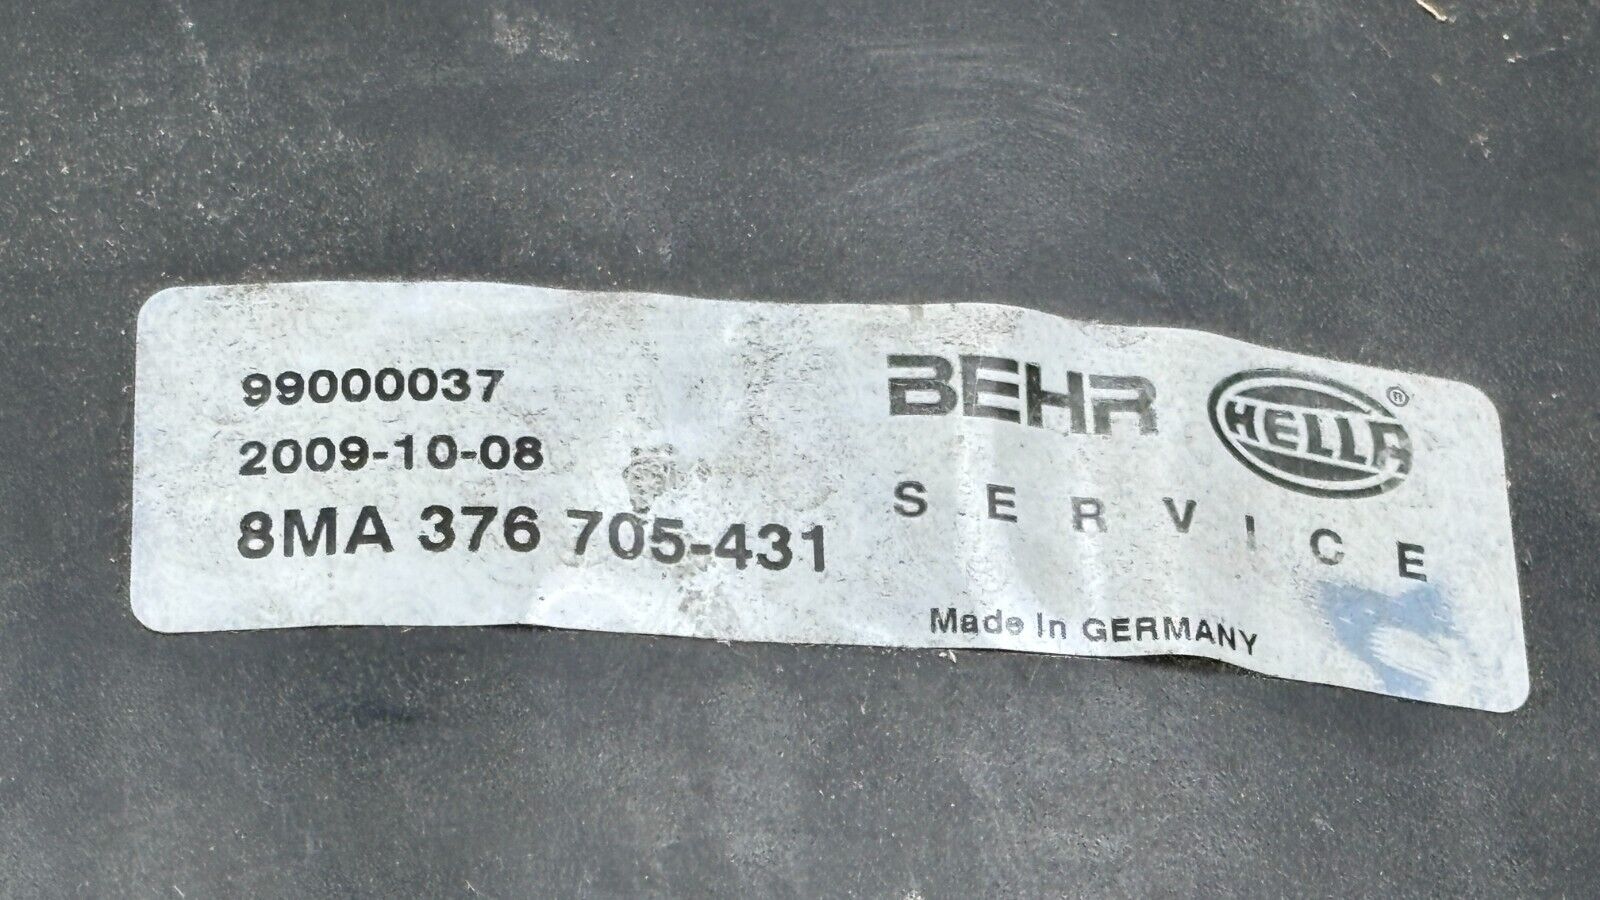 99000037
2009-10-08
8MA 376 705-431
BEHR HELLA ®
SERVICE
Made In GERMANY